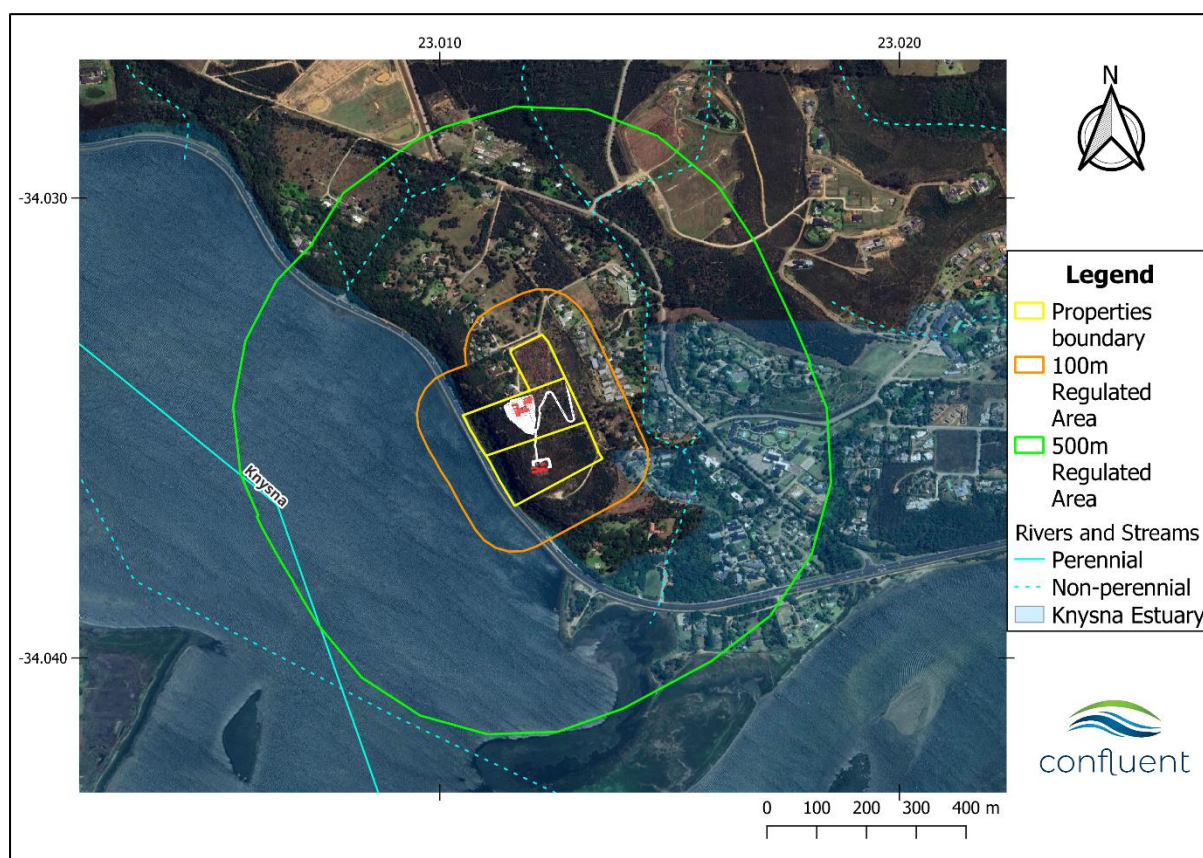 23.010
23.020
N
-34.030
-34.040
Knysna
Legend
Properties
boundary
100m
Regulated
Area
500m
Regulated
Area
Rivers and Streams
Perennial
Non-perennial
Knysna Estuary
confluent
0 100 200 300 400 m